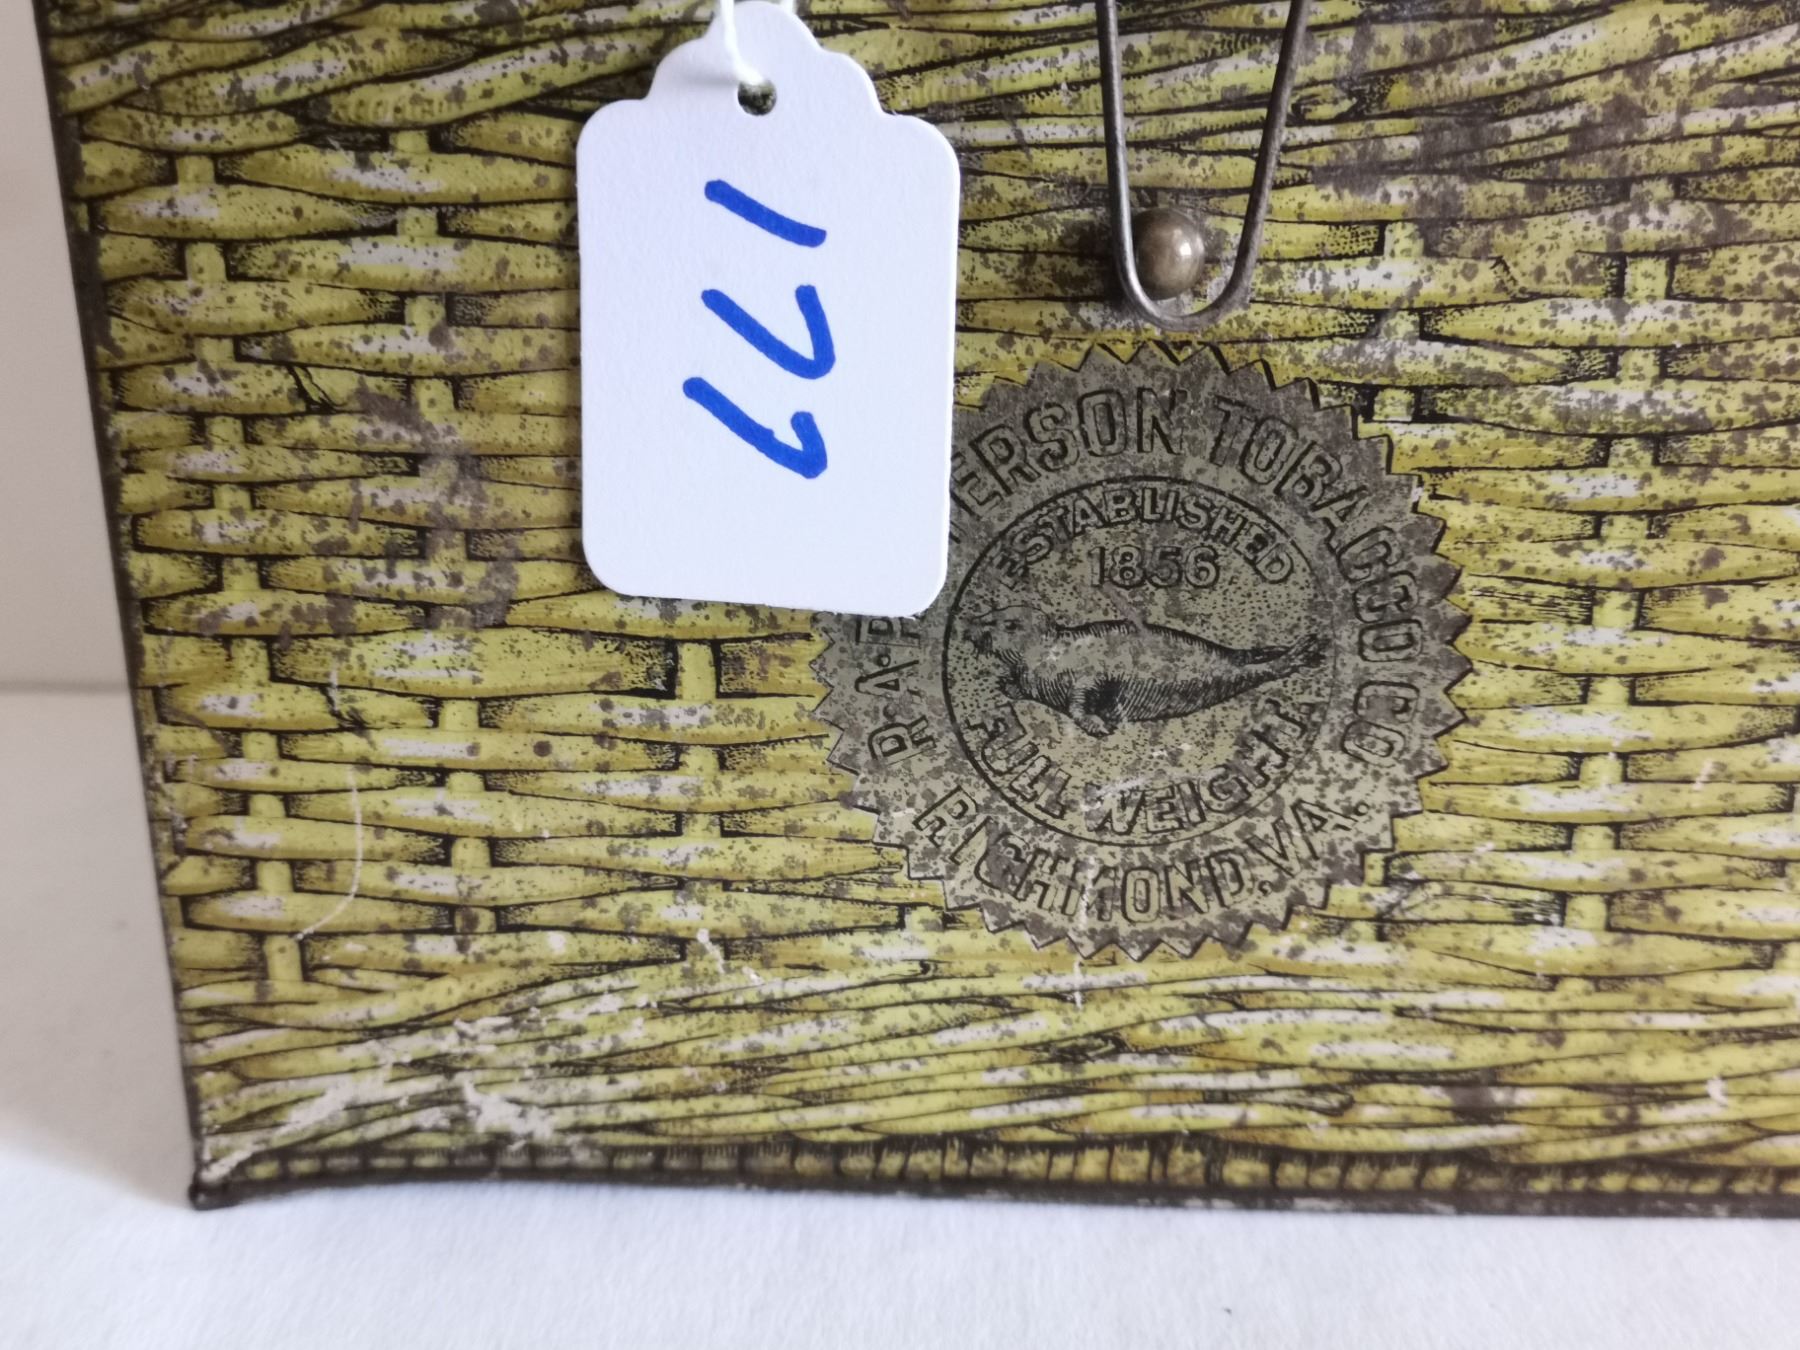 177
R.A.P
ERSON TOBACCO CO
RICHMOND, VA.
ESTABLISHED
1856
FULL WEIGHT